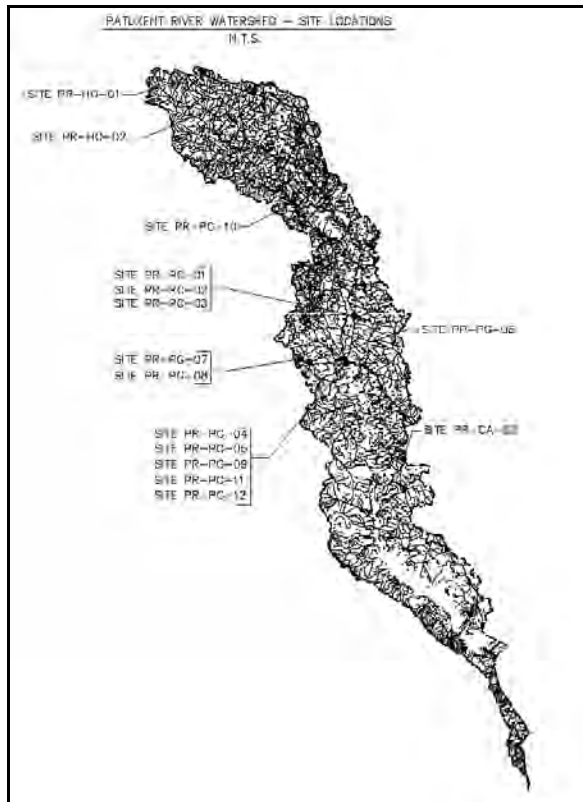 PATUXENT RIVER WATERSHED – SITE LOCATIONS
N.T.S.
SITE PR-HO-01
SITE PR-HO-02
SITE PR-PG-10
SITE PR-PG-01
SITE PR-PG-02
SITE PR-PG-03
SITE PR-PG-06
SITE PR-PG-07
SITE PR-PG-08
SITE PR-PG-04
SITE PR-PG-05
SITE PR-PG-09
SITE PR-PG-11
SITE PR-PG-12
SITE